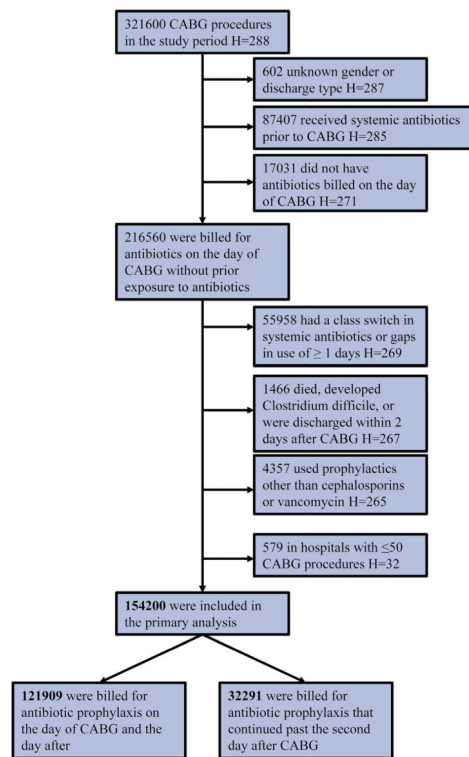 321600 CABG procedures
in the study period H=288
602 unknown gender or
discharge type H=287
87407 received systemic antibiotics
prior to CABG H=285
17031 did not have
antibiotics billed on the day
of CABG H=271
216560 were billed for
antibiotics on the day of
CABG without prior
exposure to antibiotics
55958 had a class switch in
systemic antibiotics or gaps
in use of ≥ 1 days H=269
1466 died, developed
Clostridium difficile, or
were discharged within 2
days after CABG H=267
4357 used prophylactics
other than cephalosporins
or vancomycin H=265
579 in hospitals with ≤50
CABG procedures H=32
154200 were included in
the primary analysis
121909 were billed for
antibiotic prophylaxis on
the day of CABG and the
day after
32291 were billed for
antibiotic prophylaxis that
continued past the second
day after CABG